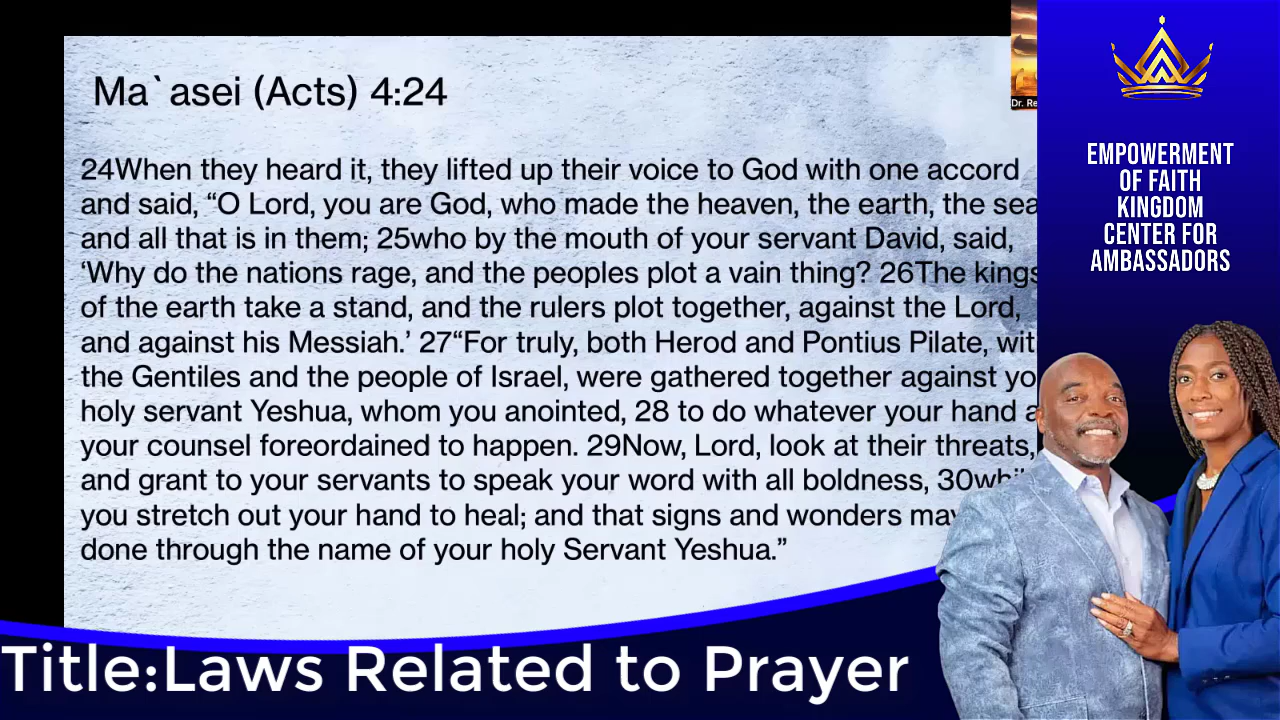 Ma`asei (Acts) 4:24
24When they heard it, they lifted up their voice to God with one accord
and said, “O Lord, you are God, who made the heaven, the earth, the sea
and all that is in them; 25who by the mouth of your servant David, said,
‘Why do the nations rage, and the peoples plot a vain thing? 26The kings
of the earth take a stand, and the rulers plot together, against the Lord,
and against his Messiah.’ 27“For truly, both Herod and Pontius Pilate,
the Gentiles and the people of Israel, were gathered together against
holy servant Yeshua, whom you anointed, 28 to do whatever your hand
your counsel foreordained to happen. 29Now, Lord, look at their threats,
and grant to your servants to speak your word with all boldness,
you stretch out your hand to heal; and that signs and wonders may
done through the name of your holy Servant Yeshua.”
Dr.
EMPOWERMENT
OF FAITH
KINGDOM
CENTER FOR
AMBASSADORS
Title:Laws Related to Prayer